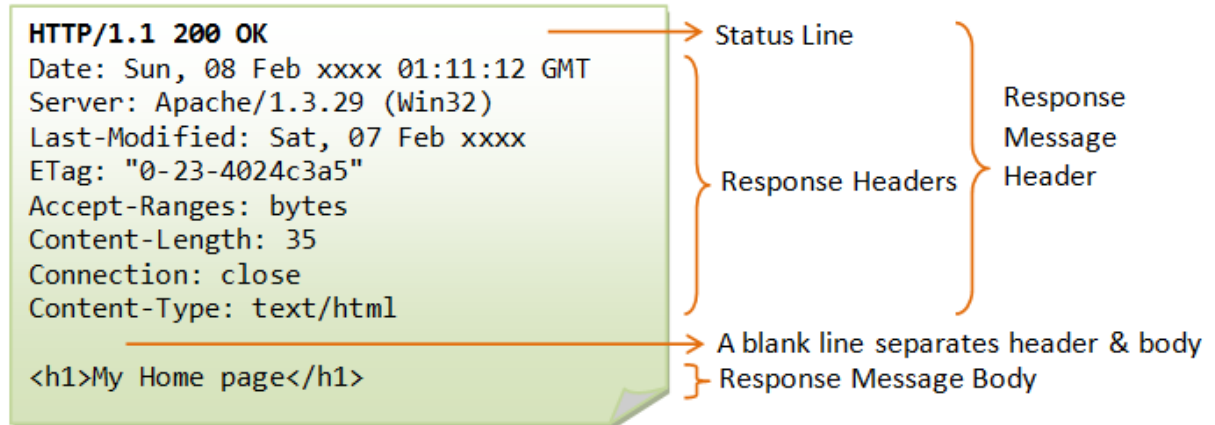 HTTP/1.1 200 OK
Date: Sun, 08 Feb xxxx 01:11:12 GMT
Server: Apache/1.3.29 (Win32)
Last-Modified: Sat, 07 Feb xxxx
ETag: "0-23-4024c3a5"
Accept-Ranges: bytes
Content-Length: 35
Connection: close
Content-Type: text/html
<h1>My Home page</h1>
Status Line
Response Headers
Response
Message
Header
A blank line separates header & body
Response Message Body